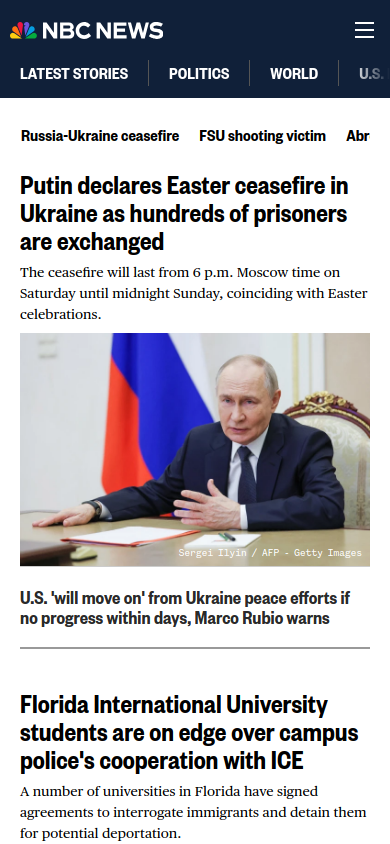 NBC NEWS
LATEST STORIES
POLITICS
WORLD
U.S.
Russia-Ukraine ceasefire
FSU shooting victim
Abr
Putin declares Easter ceasefire in
Ukraine as hundreds of prisoners
are exchanged
The ceasefire will last from 6 p.m. Moscow time on
Saturday until midnight Sunday, coinciding with Easter
celebrations.
Sergei Ilyin / AFP - Getty Images
U.S. 'will move on' from Ukraine peace efforts if
no progress within days, Marco Rubio warns
Florida International University
students are on edge over campus
police's cooperation with ICE
A number of universities in Florida have signed
agreements to interrogate immigrants and detain them
for potential deportation.